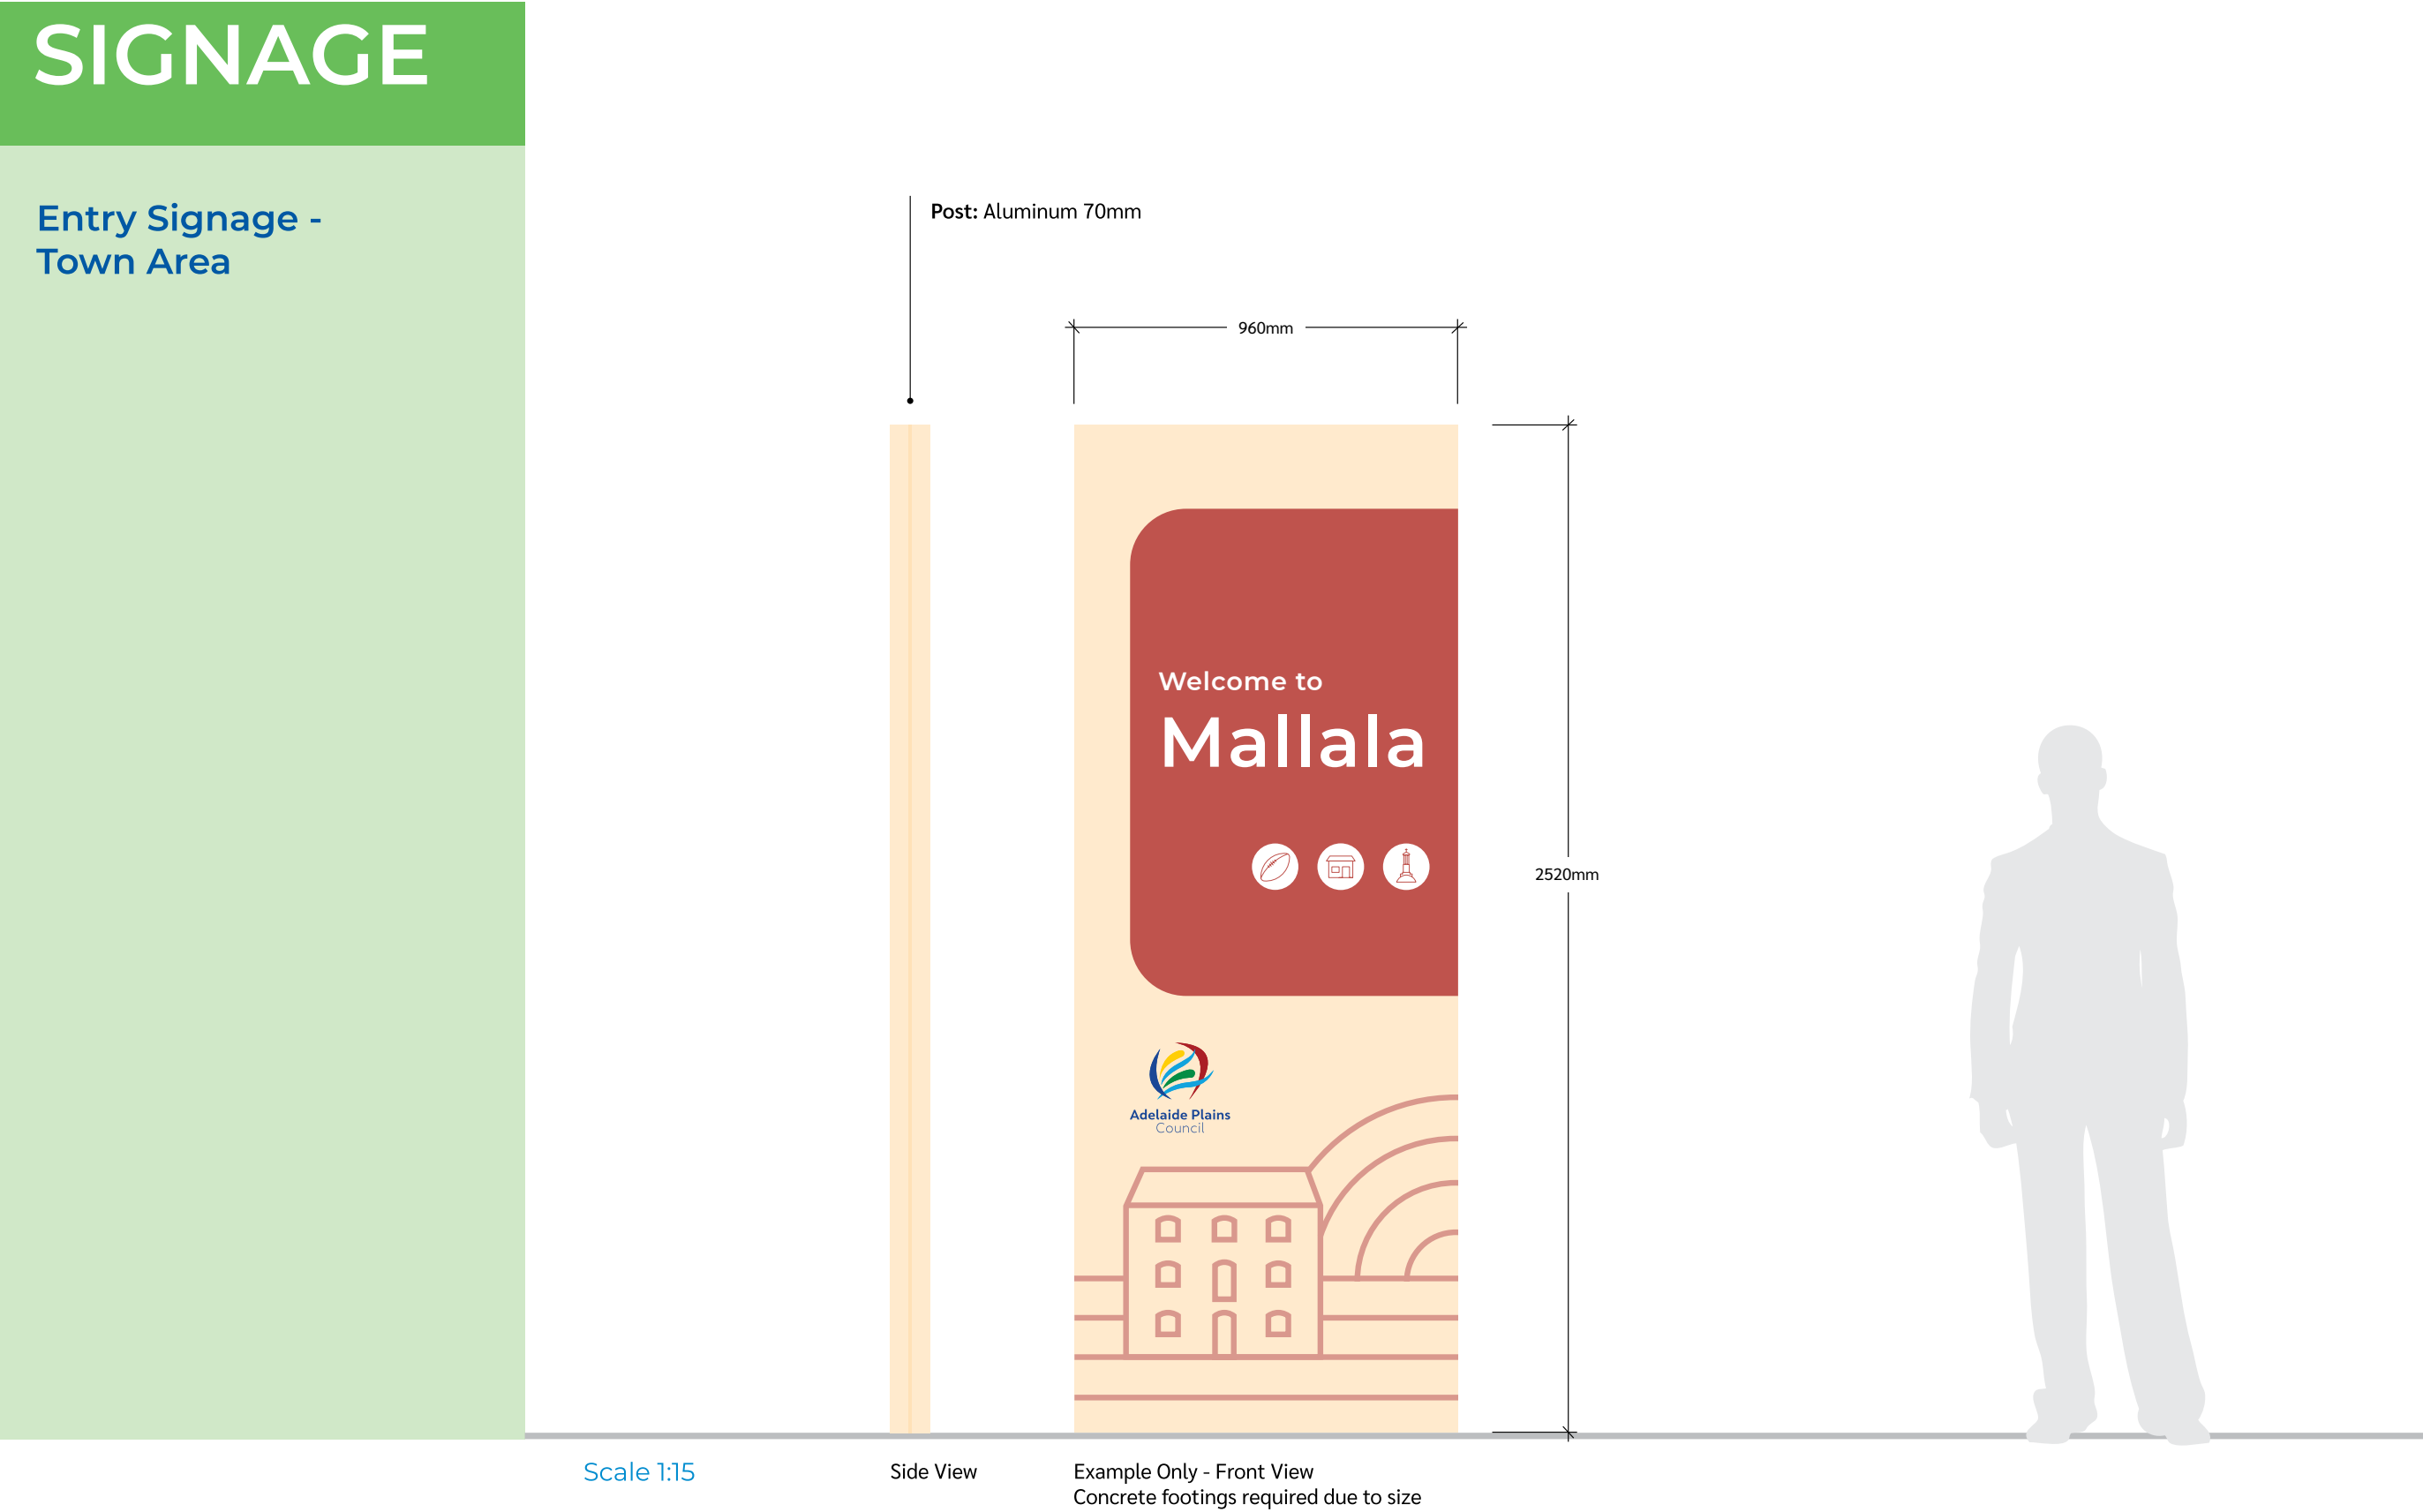 SIGNAGE
Entry Signage -
Town Area
Post: Aluminum 70mm
960mm
Welcome to
Mallala
2520mm
Adelaide Plains
Council
Scale 1:15
Side View
Example Only - Front View
Concrete footings required due to size